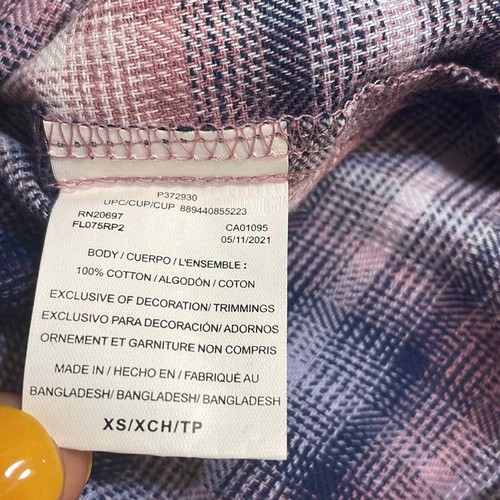 P372930
UPC/CUP/CUP 889440855223
RN20697 CA01095
FL075RP2 05/11/2021
BODY / CUERPO / L'ENSEMBLE :
100% COTTON / ALGODÓN / COTON
EXCLUSIVE OF DECORATION/ TRIMMINGS
EXCLUSIVO PARA DECORACIÓN/ ADORNOS
ORNEMENT ET GARNITURE NON COMPRIS
MADE IN / HECHO EN / FABRIQUÉ AU
BANGLADESH/ BANGLADESH/ BANGLADESH
XS/XCH/TP